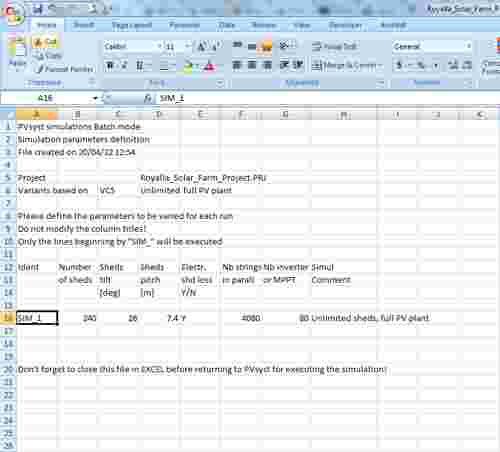 Royalla_Solar_Farm_P
Home Insert Page Layout Formulas Data Review View Developer Acrobat
Paste
Cut
Copy
Format Painter
Clipboard
Calibri 11
Font
Wrap Text
Merge & Center
Alignment
General
Number
A16 fx SIM_1
A B C D E F G H I J K
1 PVsyst simulations Batch mode
2 Simulation parameters definition
3 File created on 20/04/22 12:54
4
5 Project Royalla_Solar_Farm_Project.PRJ
6 Variants based on VC5 Unlimited full PV plant
7
8 Please define the parameters to be varied for each run
9 Do not modify the column titles!
10 Only the lines beginning by "SIM_" will be executed
11
12 Ident Number Sheds Sheds Electr. Nb strings Nb inverter Simul
13 of sheds tilt pitch shd loss in parall or MPPT Comment
14 [deg] [m] Y/N
15
16 SIM_1 240 26 7.4 Y 4080 80 Unlimited sheds, full PV plant
17
18
19
20 Don't forget to close this file in EXCEL before returning to PVsyst for executing the simulation!
21
22
23
24
25
26